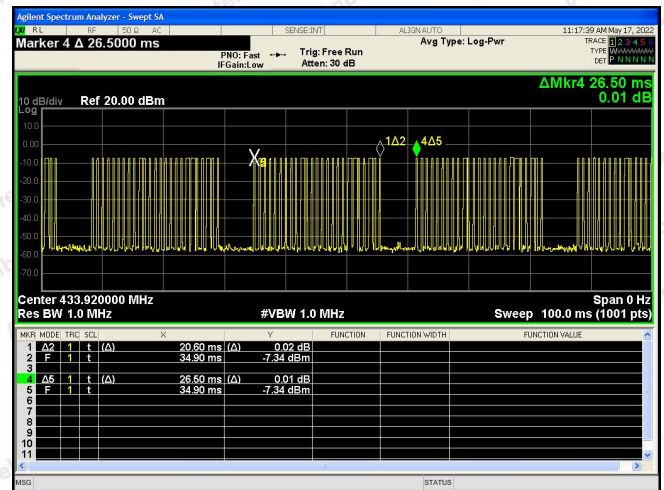 Agilent Spectrum Analyzer - Swept SA
LXI RL RF 50 Ω AC SENSE:INT ALIGN AUTO 11:17:39 AM May 17, 2022
Marker 4 Δ 26.5000 ms
PNO: Fast Trig: Free Run Avg Type: Log-Pwr TRACE 1 2 3 4 5 6
IFGain:Low Atten: 30 dB TYPE WWWWWW
DET P N N N N N
ΔMkr4 26.50 ms
0.01 dB
10 dB/div Ref 20.00 dBm
Log
10.0
0.00
1Δ2 4Δ5
-10.0
-20.0
-30.0
-40.0
-50.0
-60.0
-70.0
Center 433.920000 MHz Span 0 Hz
Res BW 1.0 MHz #VBW 1.0 MHz Sweep 100.0 ms (1001 pts)
MKR MODE TRC SCL X Y FUNCTION FUNCTION WIDTH FUNCTION VALUE
1 Δ2 1 t (Δ) 20.60 ms (Δ) 0.02 dB
2 F 1 t 34.90 ms -7.34 dBm
3
4 Δ5 1 t (Δ) 26.50 ms (Δ) 0.01 dB
5 F 1 t 34.90 ms -7.34 dBm
6
7
8
9
10
11
MSG STATUS